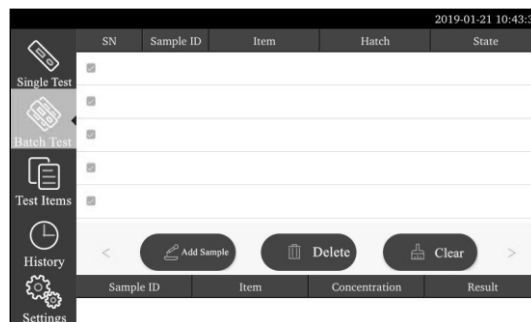 2019-01-21 10:43:3
SN Sample ID Item Hatch State
Single Test
Batch Test
Test Items
History
Settings
< Add Sample Delete Clear >
Sample ID Item Concentration Result